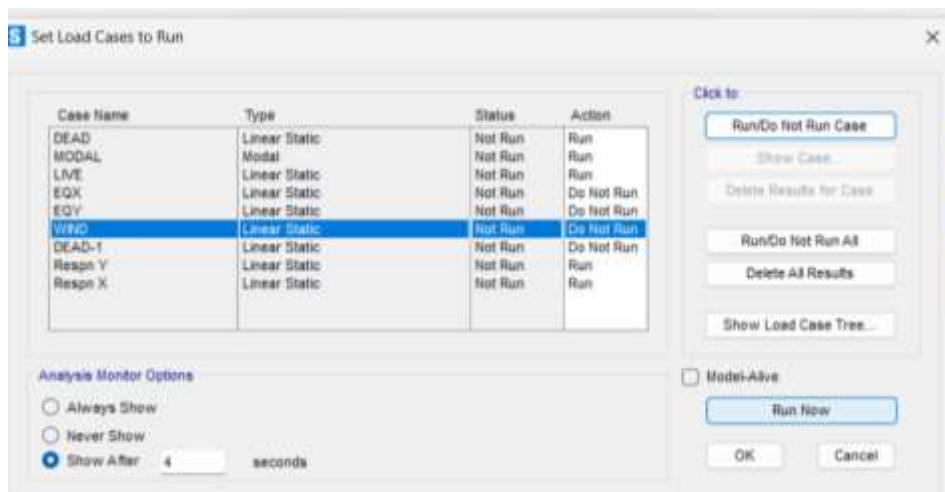 S Set Load Cases to Run
Click to:
Case Name Type Status Action
DEAD Linear Static Not Run Run
MODAL Modal Not Run Run
LIVE Linear Static Not Run Run
EQX Linear Static Not Run Do Not Run
EQY Linear Static Not Run Do Not Run
WIND Linear Static Not Run Do Not Run
DEAD-1 Linear Static Not Run Do Not Run
Respn Y Linear Static Not Run Run
Respn X Linear Static Not Run Run
Run/Do Not Run Case
Show Case...
Delete Results for Case
Run/Do Not Run All
Delete All Results
Show Load Case Tree...
Analysis Monitor Options
Always Show
Never Show
Show After 4 seconds
Model-Alive
Run Now
OK Cancel